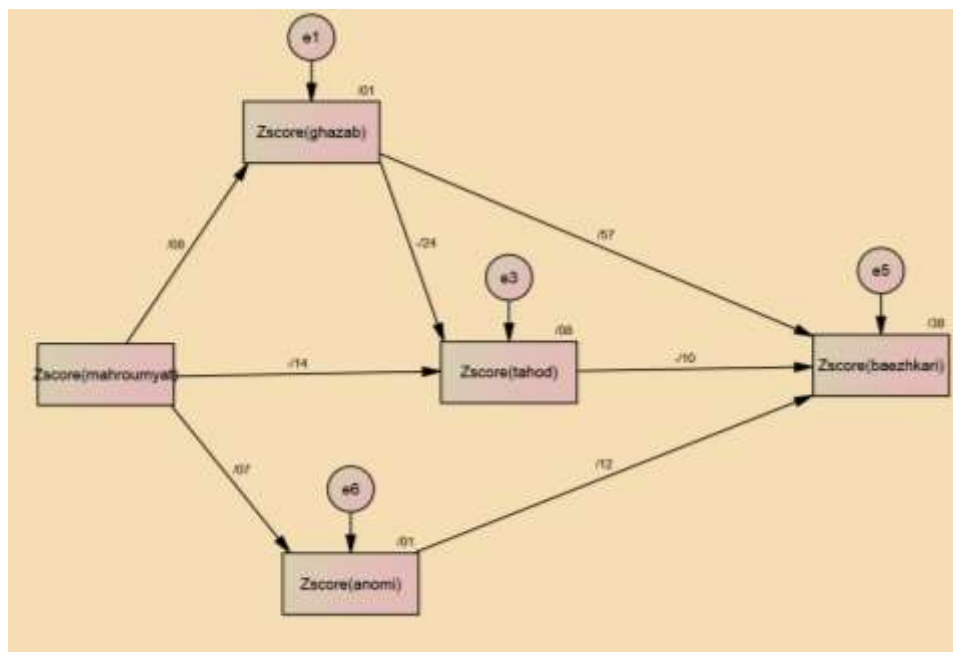 e1
/01
Zscore(ghazab)
/57
-/24
e3
e5
/08
/38
Zscore(mahroumyat)
-/14
Zscore(tahod)
-/10
Zscore(baezhkari)
/07
e6
/12
/01
Zscore(anomi)